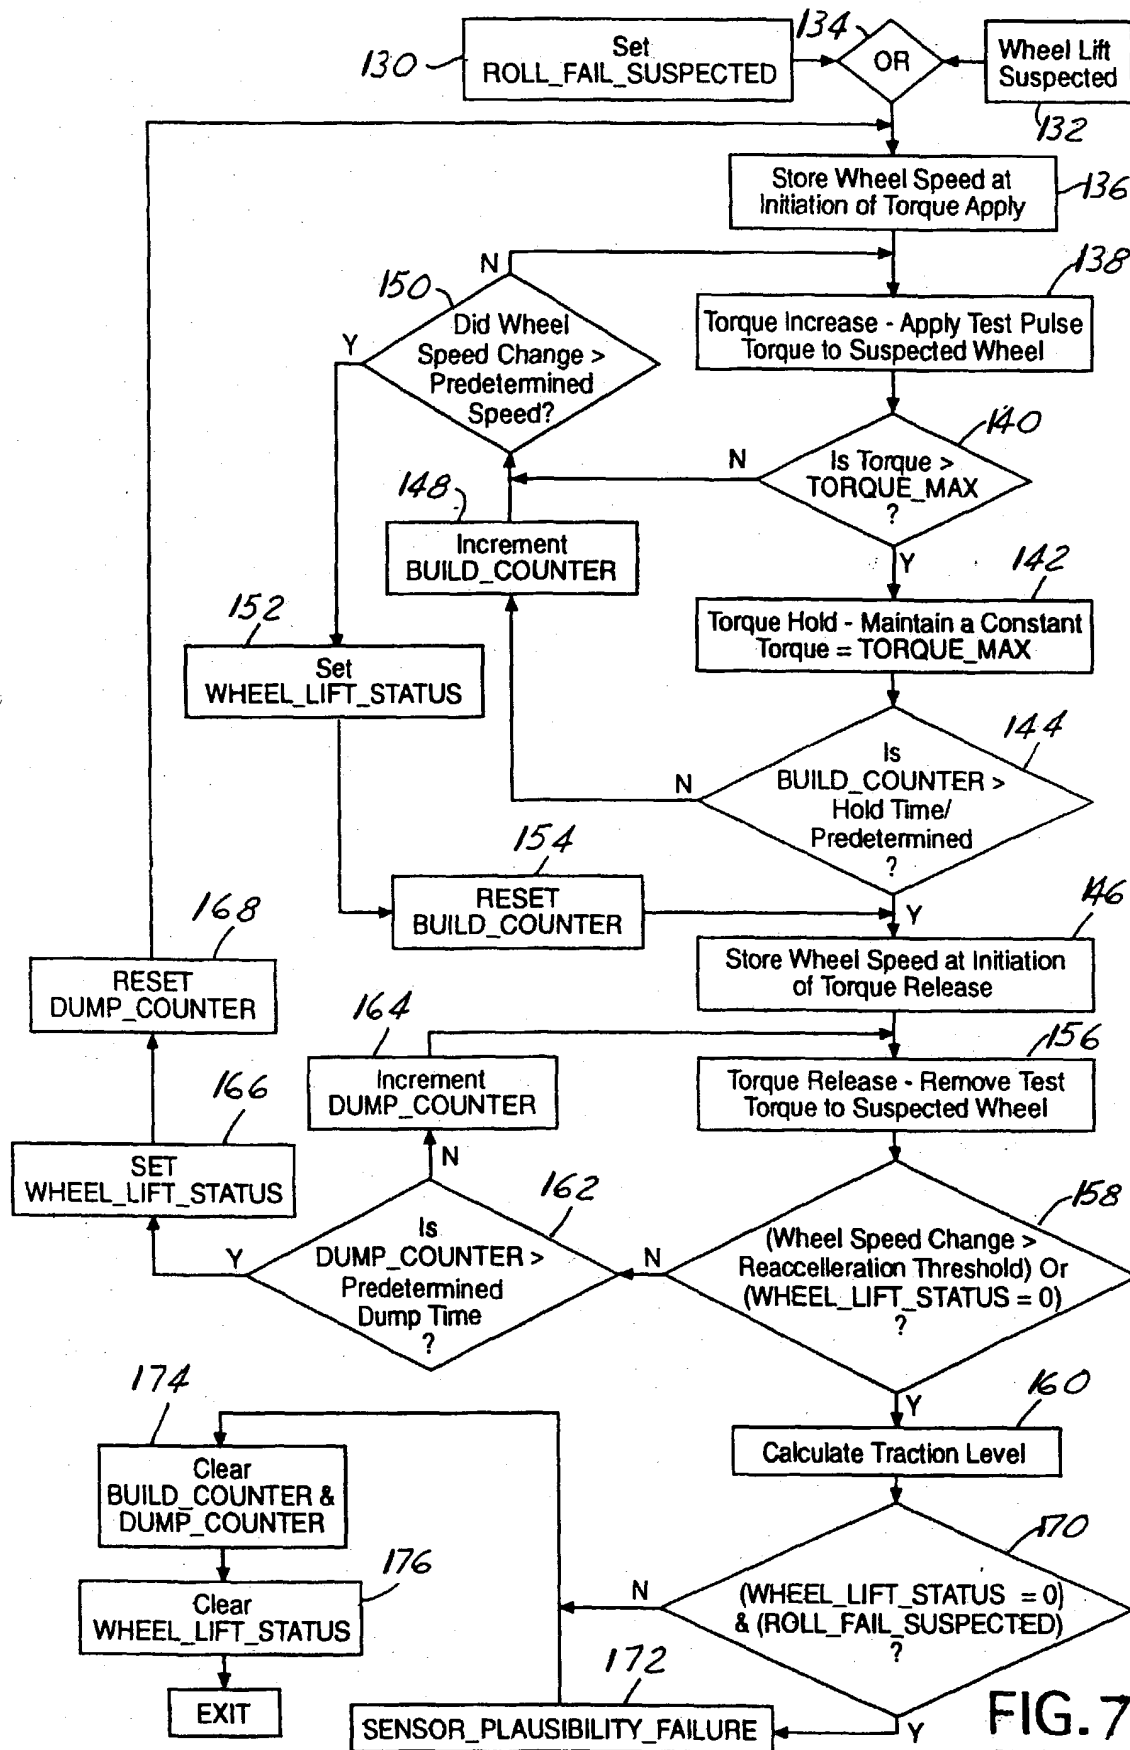 130
Set
ROLL_FAIL_SUSPECTED
134
OR
Wheel Lift
Suspected
132
Store Wheel Speed at
Initiation of Torque Apply
136
138
Torque Increase - Apply Test Pulse
Torque to Suspected Wheel
N
150
Did Wheel
Speed Change >
Predetermined
Speed?
Y
140
Is Torque >
TORQUE_MAX
?
N
Y
148
Increment
BUILD_COUNTER
142
Torque Hold - Maintain a Constant
Torque = TORQUE_MAX
152
Set
WHEEL_LIFT_STATUS
144
Is
BUILD_COUNTER >
Hold Time/
Predetermined
?
N
Y
154
RESET
BUILD_COUNTER
146
Store Wheel Speed at Initiation
of Torque Release
168
RESET
DUMP_COUNTER
164
Increment
DUMP_COUNTER
156
Torque Release - Remove Test
Torque to Suspected Wheel
166
SET
WHEEL_LIFT_STATUS
N
162
Is
DUMP_COUNTER >
Predetermined
Dump Time
?
Y
158
(Wheel Speed Change >
Reaccelleration Threshold) Or
(WHEEL_LIFT_STATUS = 0)
?
N
Y
160
Calculate Traction Level
174
Clear
BUILD_COUNTER &
DUMP_COUNTER
170
(WHEEL_LIFT_STATUS = 0)
& (ROLL_FAIL_SUSPECTED)
?
N
Y
176
Clear
WHEEL_LIFT_STATUS
EXIT
172
SENSOR_PLAUSIBILITY_FAILURE
FIG. 7